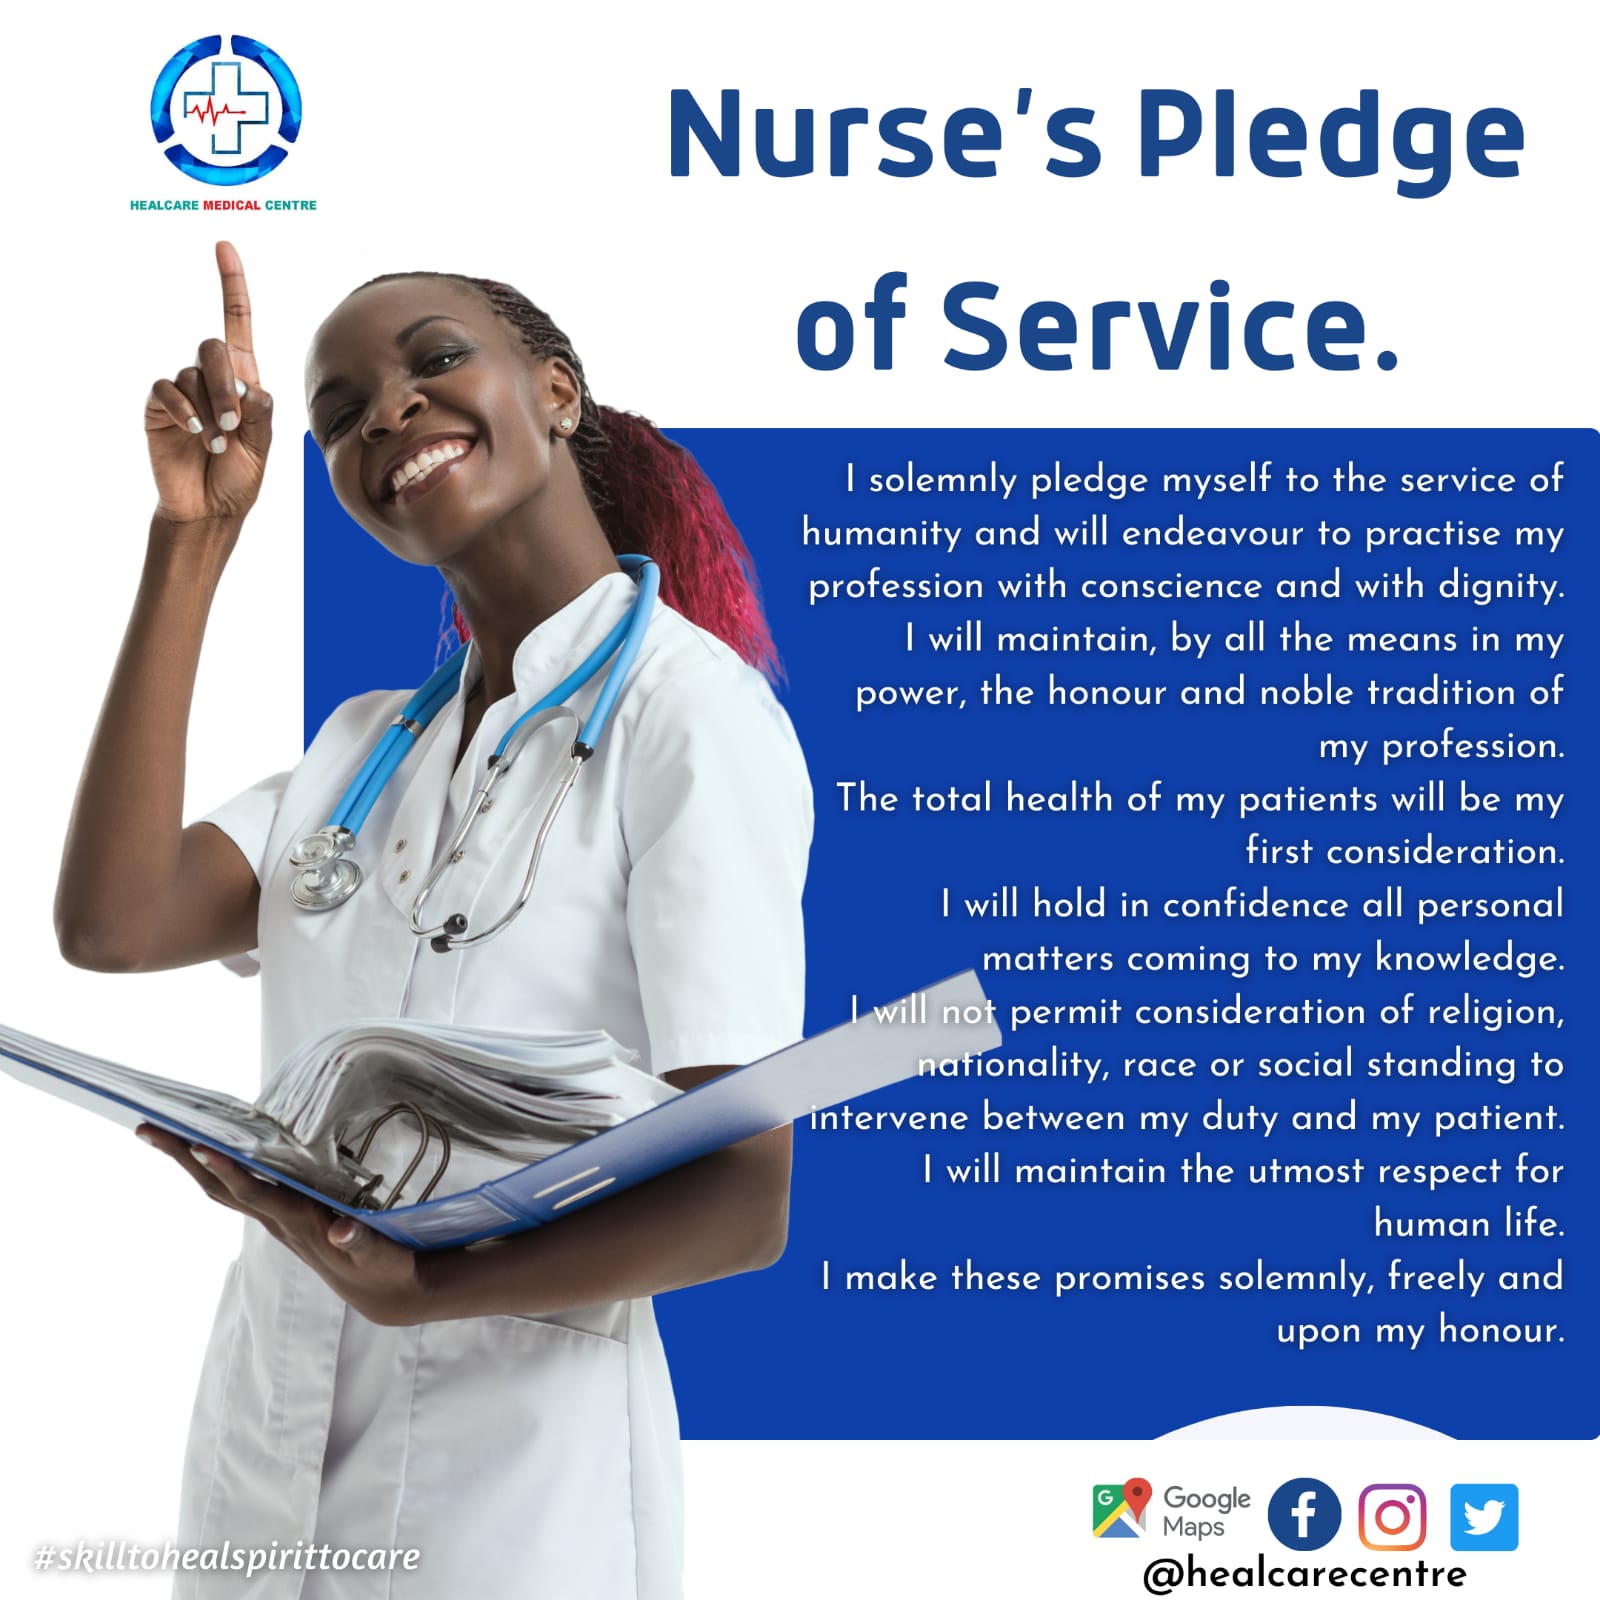 HEALCARE MEDICAL CENTRE
Nurse's Pledge
of Service.
I solemnly pledge myself to the service of
humanity and will endeavour to practise my
profession with conscience and with dignity.
I will maintain, by all the means in my
power, the honour and noble tradition of
my profession.
The total health of my patients will be my
first consideration.
I will hold in confidence all personal
matters coming to my knowledge.
I will not permit consideration of religion,
nationality, race or social standing to
intervene between my duty and my patient.
I will maintain the utmost respect for
human life.
I make these promises solemnly, freely and
upon my honour.
G Google
Maps
@healcarecentre
#skilltohealspirittocare